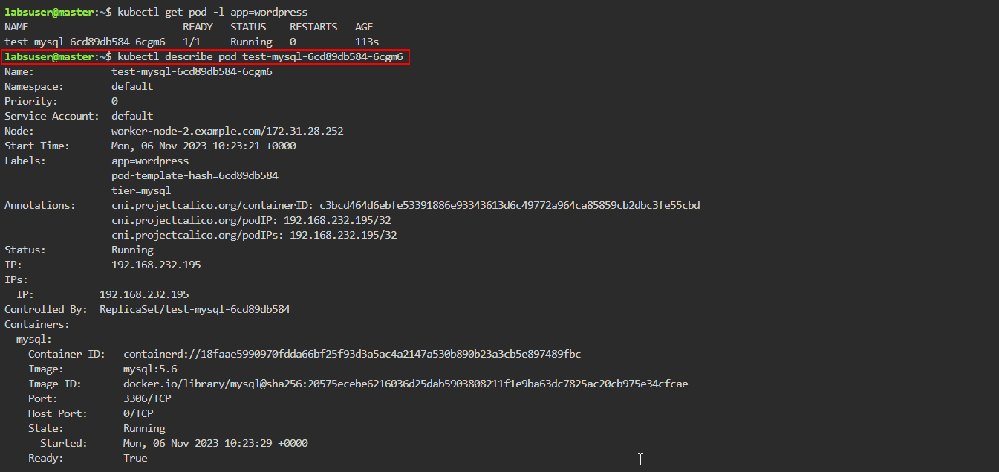 labsuser@master:~$ kubectl get pod -l app=wordpress
NAME                          READY   STATUS    RESTARTS   AGE
test-mysql-6cd89db584-6cgm6   1/1     Running   0          113s
labsuser@master:~$ kubectl describe pod test-mysql-6cd89db584-6cgm6
Name:             test-mysql-6cd89db584-6cgm6
Namespace:        default
Priority:         0
Service Account:  default
Node:             worker-node-2.example.com/172.31.28.252
Start Time:       Mon, 06 Nov 2023 10:23:21 +0000
Labels:           app=wordpress
                  pod-template-hash=6cd89db584
                  tier=mysql
Annotations:      cni.projectcalico.org/containerID: c3bcd464d6ebfe53391886e93343613d6c49772a964ca85859cb2dbc3fe55cbd
                  cni.projectcalico.org/podIP: 192.168.232.195/32
                  cni.projectcalico.org/podIPs: 192.168.232.195/32
Status:           Running
IP:               192.168.232.195
IPs:
  IP:           192.168.232.195
Controlled By:  ReplicaSet/test-mysql-6cd89db584
Containers:
  mysql:
    Container ID:   containerd://18faae5990970fdda66bf25f93d3a5ac4a2147a530b890b23a3cb5e897489fbc
    Image:          mysql:5.6
    Image ID:       docker.io/library/mysql@sha256:20575ecebe6216036d25dab5903808211f1e9ba63dc7825ac20cb975e34cfcae
    Port:           3306/TCP
    Host Port:      0/TCP
    State:          Running
      Started:      Mon, 06 Nov 2023 10:23:29 +0000
    Ready:          True